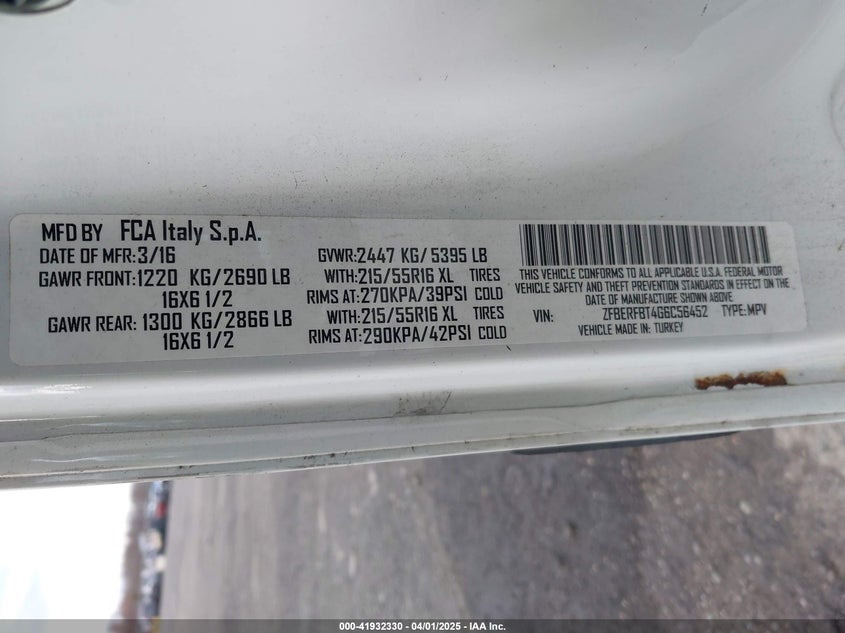 MFD BY FCA Italy S.p.A.
DATE OF MFR:3/16
GAWR FRONT:1220 KG/2690 LB
16X6 1/2
GAWR REAR: 1300 KG/2866 LB
16X6 1/2
GVWR:2447 KG/5395 LB
WITH:215/55R16 XL TIRES
RIMS AT:270KPA/39PSI COLD
WITH:215/55R16 XL TIRES
RIMS AT:290KPA/42PSI COLD
THIS VEHICLE CONFORMS TO ALL APPLICABLE U.S.A. FEDERAL MOTOR
VEHICLE SAFETY AND THEFT PREVENTION STANDARDS IN EFFECT ON THE
DATE OF MANUFACTURE SHOWN ABOVE
VIN: ZFBERFBT4G6C56452 TYPE:MPV
VEHICLE MADE IN: TURKEY
000-41932330 - 04/01/2025 - IAA Inc.